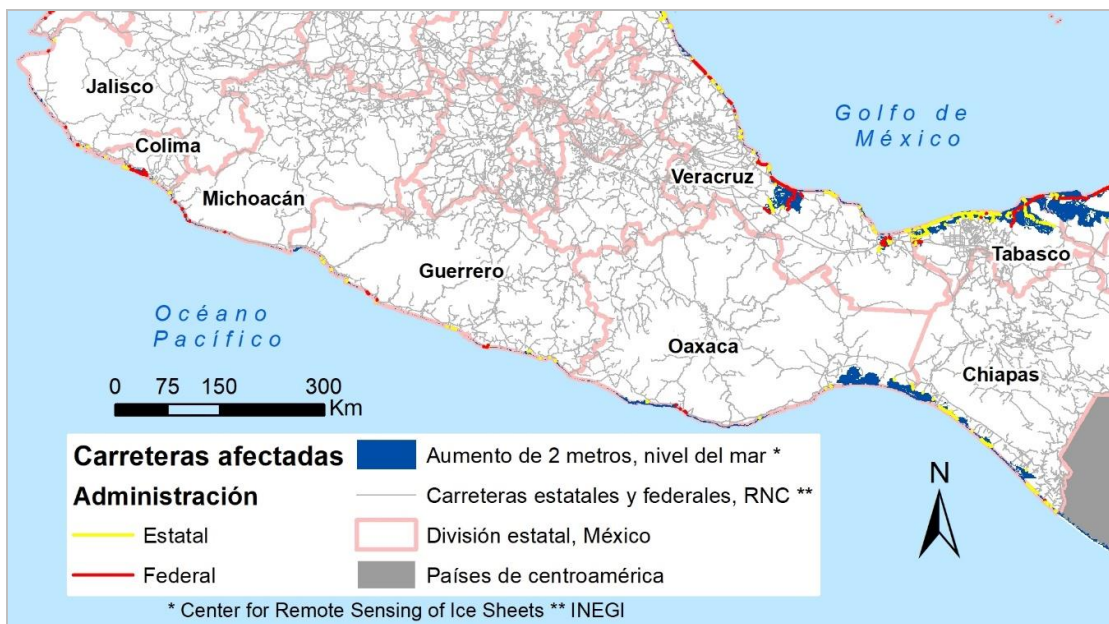 Jalisco
Colima
Michoacán
Guerrero
Oaxaca
Veracruz
Tabasco
Chiapas
Golfo de
México
Océano
Pacífico
0 75 150 300
Km
Carreteras afectadas
Administración
Estatal
Federal
Aumento de 2 metros, nivel del mar *
Carreteras estatales y federales, RNC **
División estatal, México
Países de centroamérica
* Center for Remote Sensing of Ice Sheets ** INEGI
N